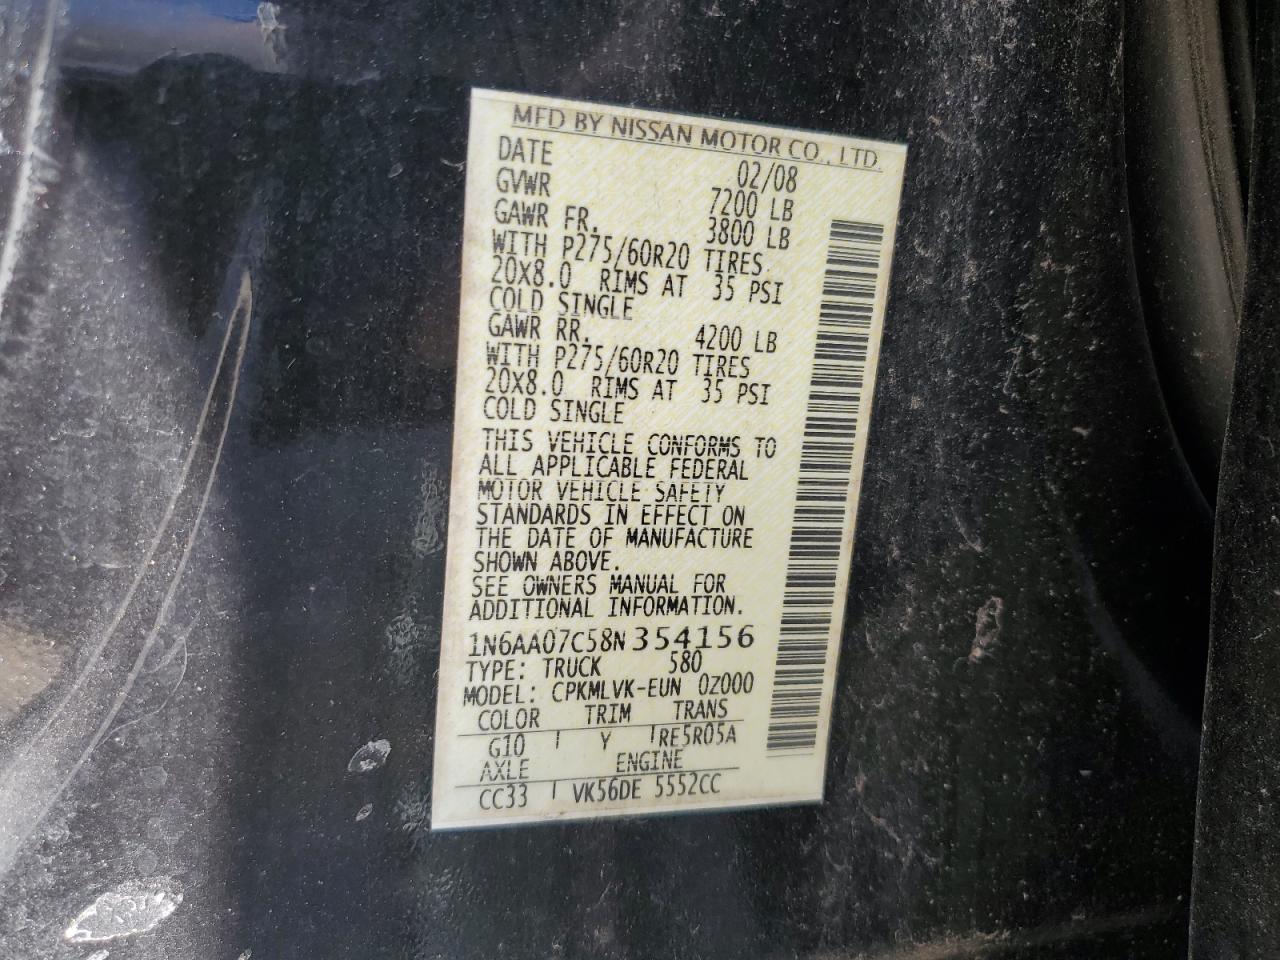 MFD BY NISSAN MOTOR CO., LTD.
DATE 02/08
GVWR 7200 LB
GAWR FR. 3800 LB
WITH P275/60R20 TIRES
20X8.0 RIMS AT 35 PSI
COLD SINGLE
GAWR RR. 4200 LB
WITH P275/60R20 TIRES
20X8.0 RIMS AT 35 PSI
COLD SINGLE
THIS VEHICLE CONFORMS TO
ALL APPLICABLE FEDERAL
MOTOR VEHICLE SAFETY
STANDARDS IN EFFECT ON
THE DATE OF MANUFACTURE
SHOWN ABOVE.
SEE OWNERS MANUAL FOR
ADDITIONAL INFORMATION.
1N6AA07C58N354156
TYPE: TRUCK 580
MODEL: CPKMLVK-EUN 0Z000
COLOR TRIM TRANS
G10 Y RE5R05A
AXLE ENGINE
CC33 VK56DE 5552CC